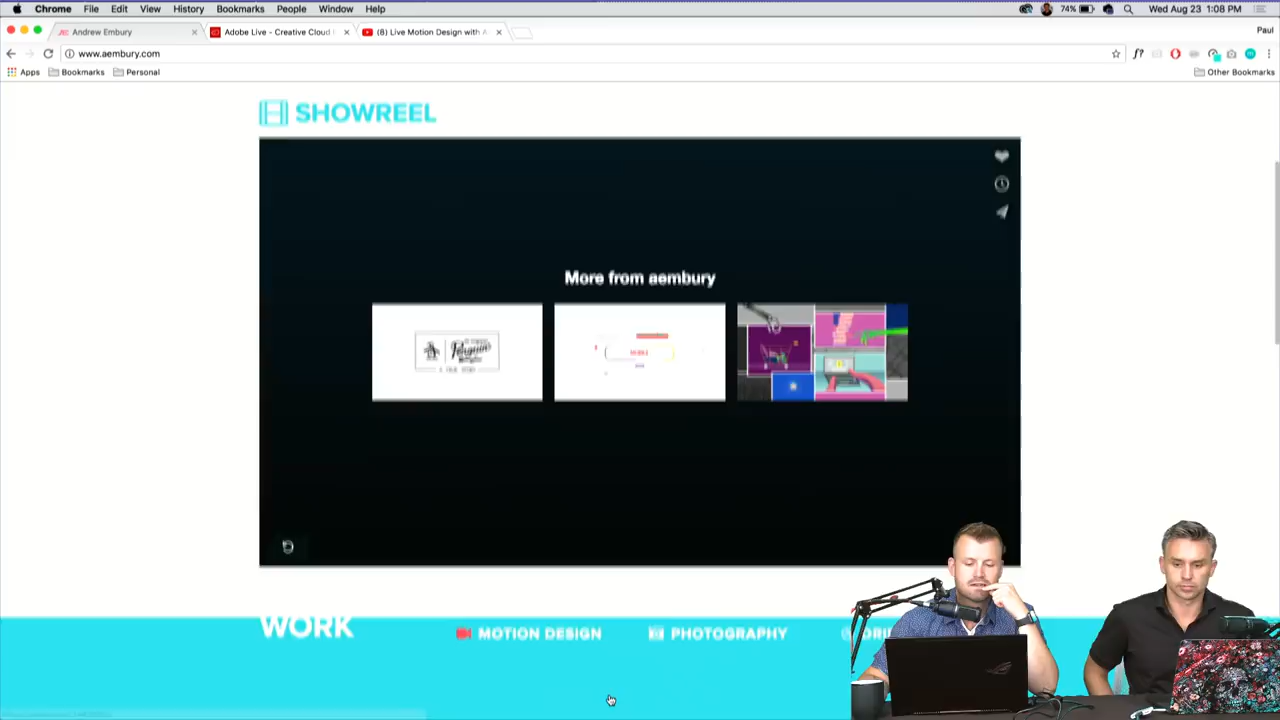 Chrome File Edit View History Bookmarks People Window Help 74% Wed Aug 23 1:08 PM
Andrew Embury Adobe Live - Creative Cloud (8) Live Motion Design with A Paul
www.aembury.com f?
Apps Bookmarks Personal Other Bookmarks
SHOWREEL
More from aembury
Penguin
WORK MOTION DESIGN PHOTOGRAPHY